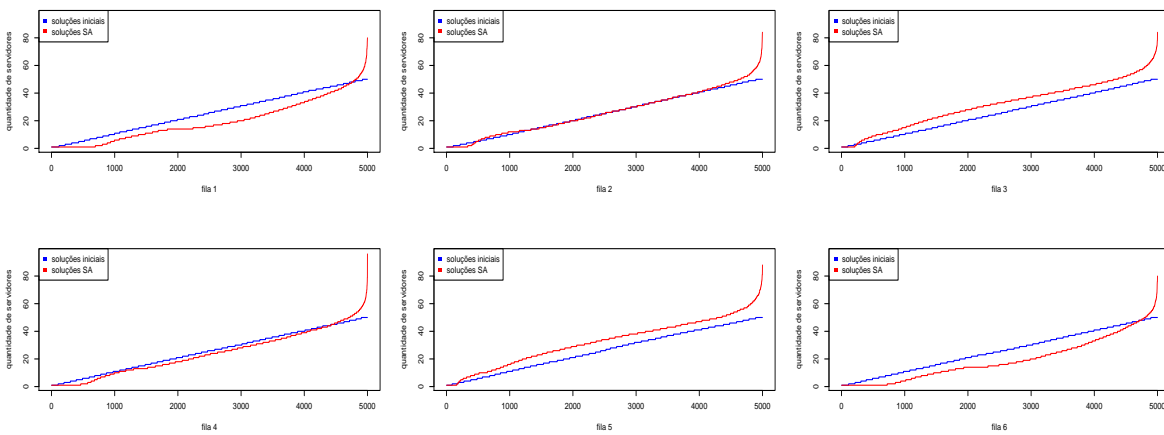 soluções iniciais
soluções SA
quantidade de servidores
0 20 40 60 80
0 1000 2000 3000 4000 5000
fila 1
soluções iniciais
soluções SA
quantidade de servidores
0 20 40 60 80
0 1000 2000 3000 4000 5000
fila 2
soluções iniciais
soluções SA
quantidade de servidores
0 20 40 60 80
0 1000 2000 3000 4000 5000
fila 3
soluções iniciais
soluções SA
quantidade de servidores
0 20 40 60 80
0 1000 2000 3000 4000 5000
fila 4
soluções iniciais
soluções SA
quantidade de servidores
0 20 40 60 80
0 1000 2000 3000 4000 5000
fila 5
soluções iniciais
soluções SA
quantidade de servidores
0 20 40 60 80
0 1000 2000 3000 4000 5000
fila 6